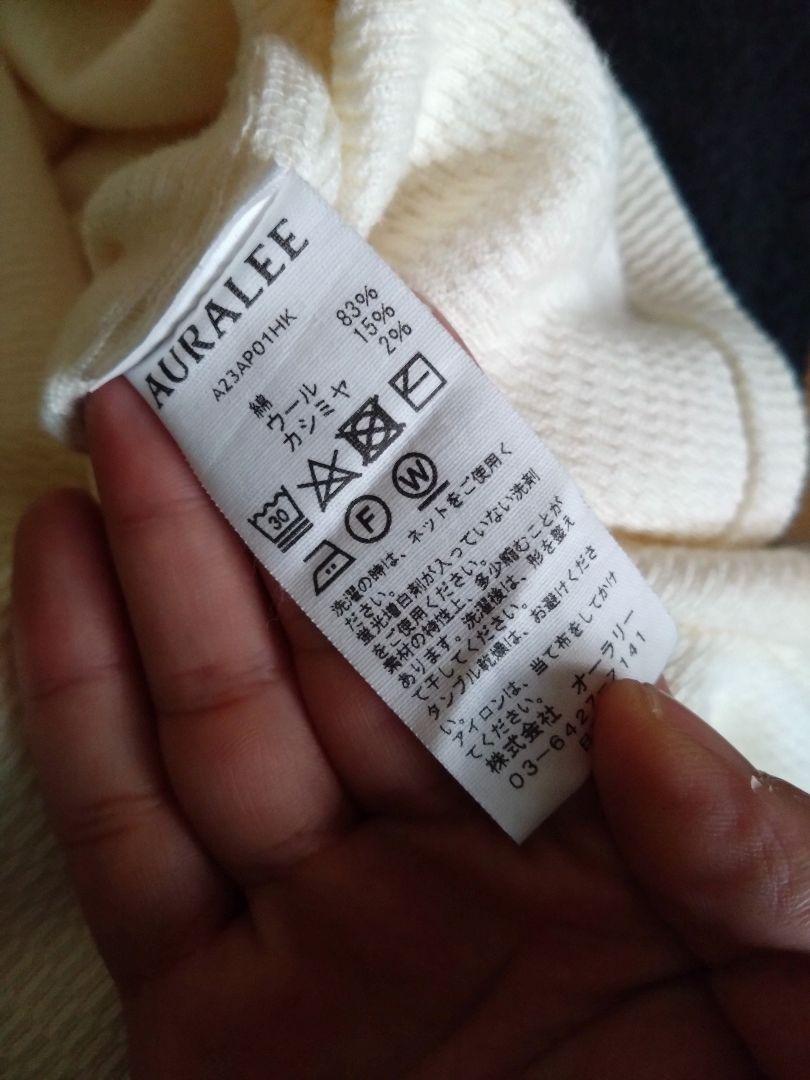 AURALEE
A23AP01HK
綿 83%
ウール 15%
カシミヤ 2%
30
F W
洗濯の時は、ネットをご使用く
ださい。
蛍光増白剤が入っていない洗剤
をご使用ください。
素材の特性上、多少縮むことが
あります。洗濯後は、形を整え
て干してください。
タンブル乾燥は、お避けくださ
い。
アイロンは、当て布をしてかけ
てください。
株式会社 オーラリー
03-6427-7141